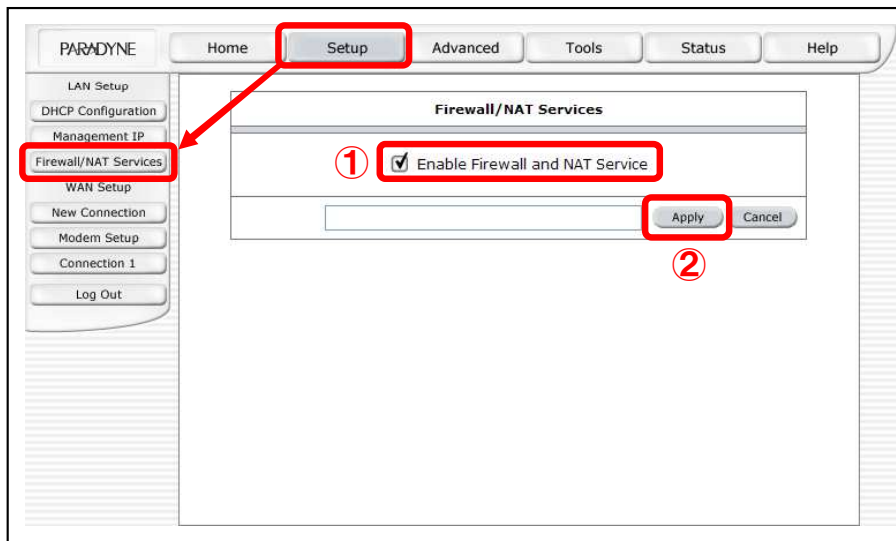 PARADYNE
Home Setup Advanced Tools Status Help
LAN Setup
DHCP Configuration
Management IP
Firewall/NAT Services
WAN Setup
New Connection
Modem Setup
Connection 1
Log Out
Firewall/NAT Services
① Enable Firewall and NAT Service
Apply Cancel
②